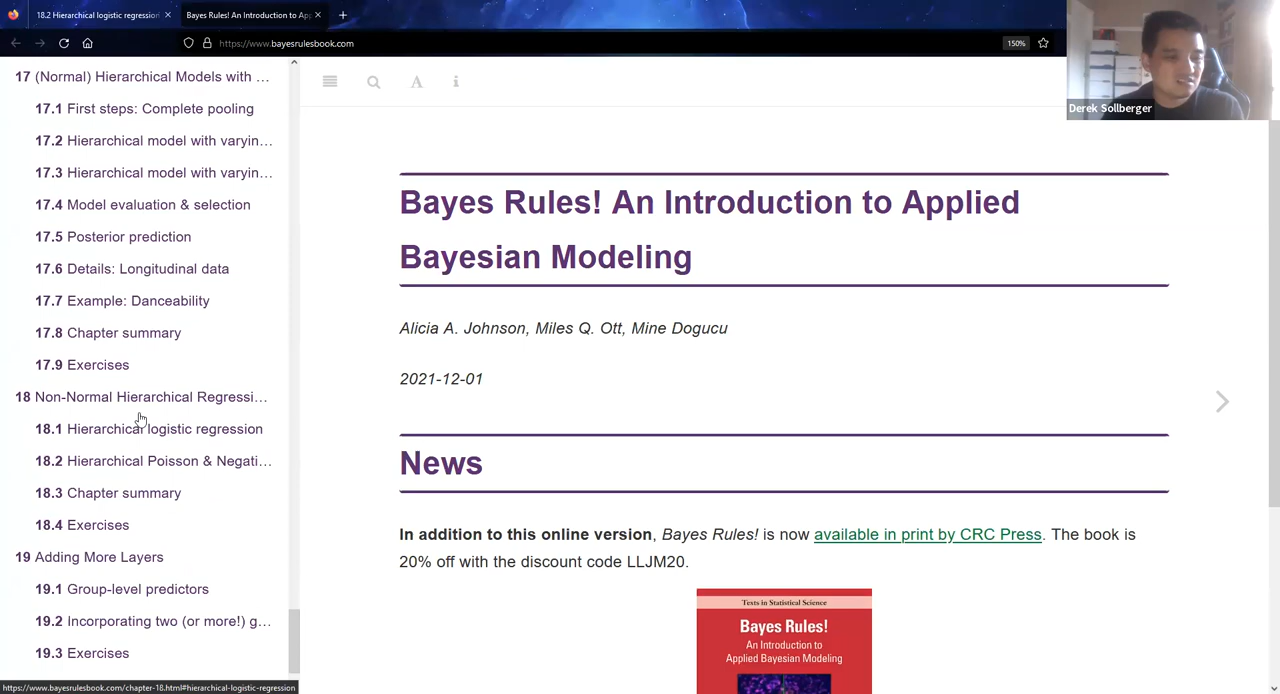 18.2 Hierarchical logistic regression
Bayes Rules! An Introduction to Ap
https://www.bayesrulesbook.com
150%
Derek Sollberger
17 (Normal) Hierarchical Models with ...
17.1 First steps: Complete pooling
17.2 Hierarchical model with varyin...
17.3 Hierarchical model with varyin...
17.4 Model evaluation & selection
17.5 Posterior prediction
17.6 Details: Longitudinal data
17.7 Example: Danceability
17.8 Chapter summary
17.9 Exercises
18 Non-Normal Hierarchical Regressi...
18.1 Hierarchical logistic regression
18.2 Hierarchical Poisson & Negati...
18.3 Chapter summary
18.4 Exercises
19 Adding More Layers
19.1 Group-level predictors
19.2 Incorporating two (or more!) g...
19.3 Exercises
https://www.bayesrulesbook.com/chapter-18.html#hierarchical-logistic-regression
Bayes Rules! An Introduction to Applied
Bayesian Modeling
Alicia A. Johnson, Miles Q. Ott, Mine Dogucu
2021-12-01
News
In addition to this online version, Bayes Rules! is now available in print by CRC Press. The book is
20% off with the discount code LLJM20.
Texts in Statistical Science
Bayes Rules!
An Introduction to
Applied Bayesian Modeling